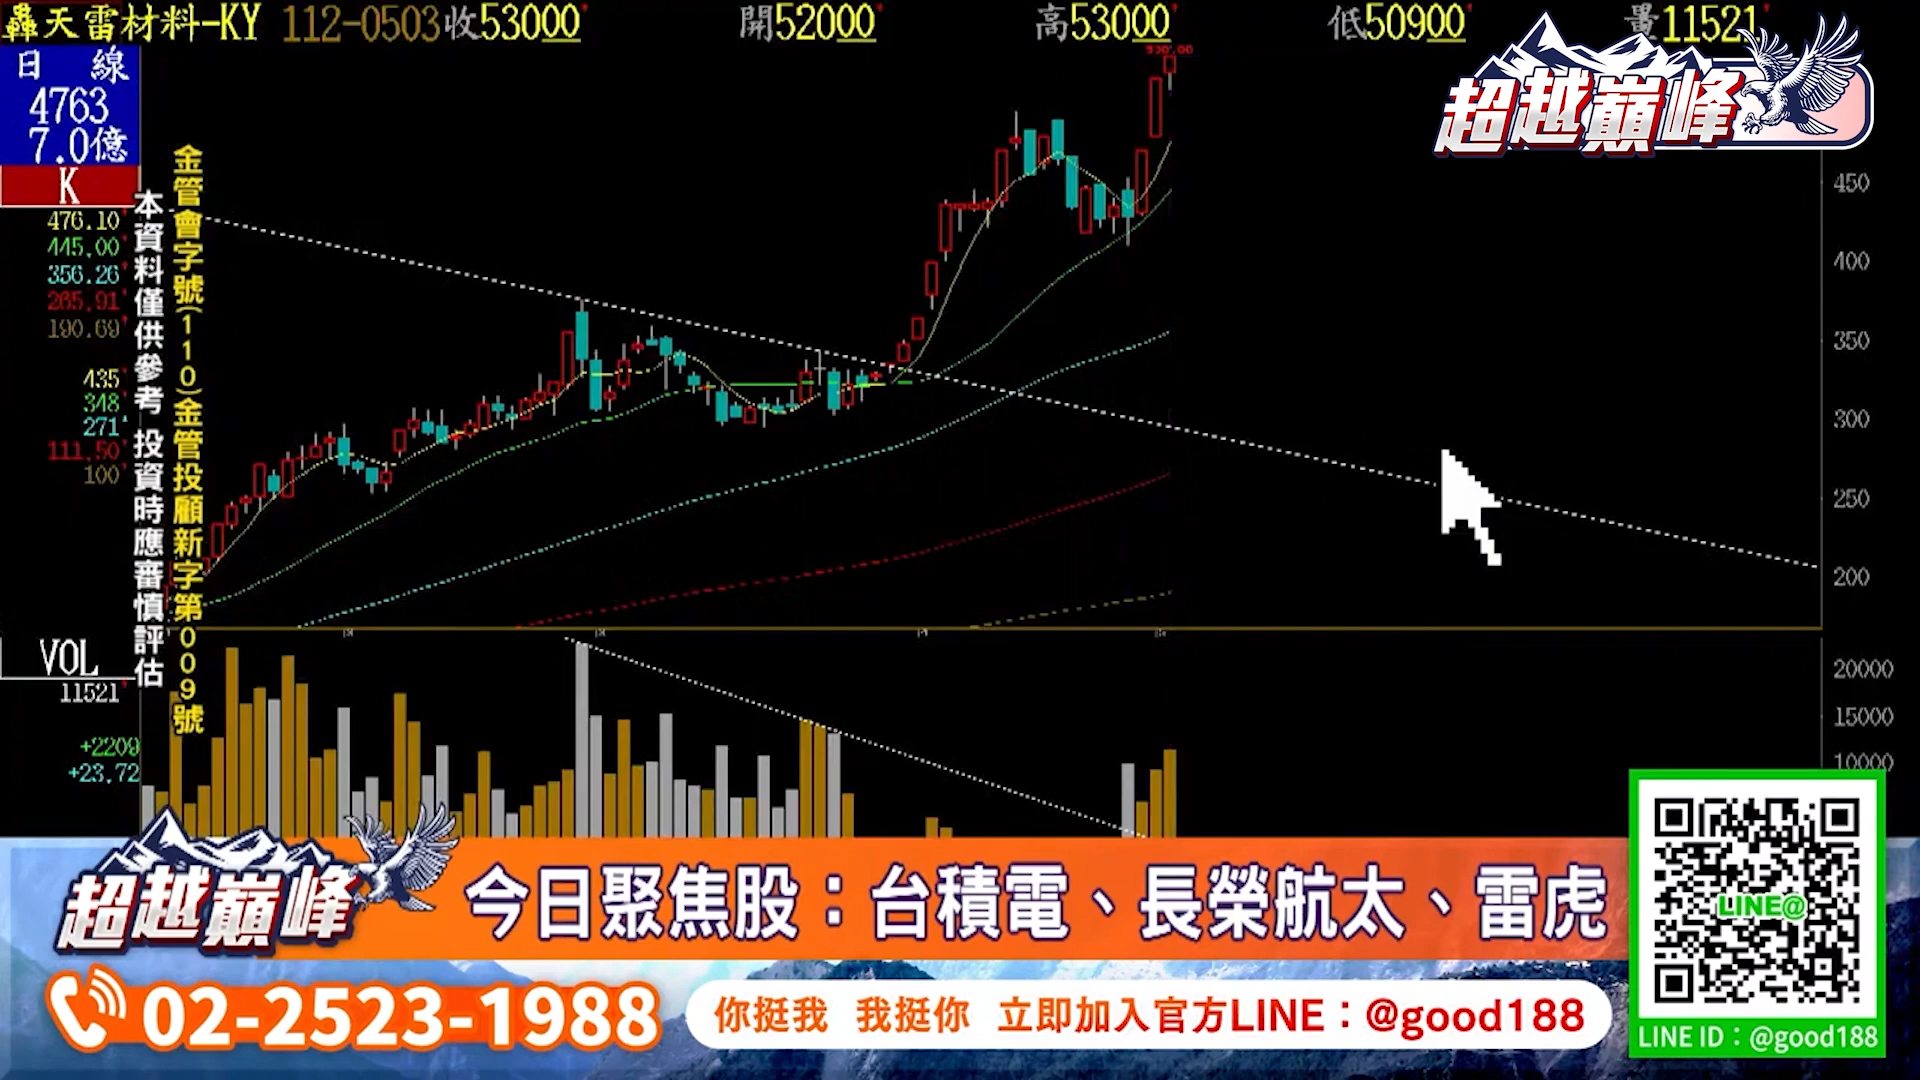 轟天雷材料-KY 112-0503收53000 開52000 高53000 低50900 量11521
530.00
超越巔峰
日 線
4763
7.0億
K
476.10
445.00
356.26
265.91
190.69
435
348
271
111.50
100
本資料僅供參考 投資時應審慎評估
金管會字號(110)金管投顧新字第009號
450
400
350
300
250
200
VOL
11521
+2209
+23.72
20000
15000
10000
超越巔峰
今日聚焦股：台積電、長榮航太、雷虎
02-2523-1988
你挺我 我挺你 立即加入官方LINE：@good188
LINE@
LINE ID：@good188